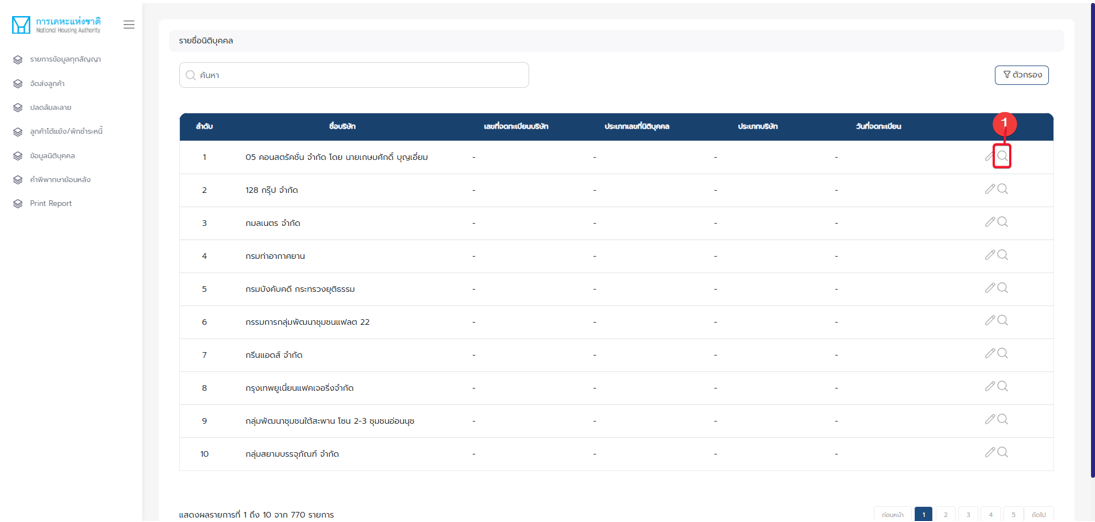 การเคหะแห่งชาติ
National Housing Authority
รายการข้อมูลทุกสัญญา
จัดส่งลูกค้า
ปลดล้มละลาย
ลูกค้าโต้แย้ง/พักชำระหนี้
ข้อมูลนิติบุคคล
คำพิพากษาย้อนหลัง
Print Report
รายชื่อนิติบุคคล
ค้นหา
ตัวกรอง
1
ลำดับ ชื่อบริษัท เลขที่จดทะเบียนบริษัท ประเภทเลขที่นิติบุคคล ประเภทบริษัท วันที่จดทะเบียน
1 05 คอนสตรัคชั่น จำกัด โดย นายเกษมศักดิ์ บุญเอี่ยม - - - -
2 128 กรุ๊ป จำกัด - - - -
3 กมลเนตร จำกัด - - - -
4 กรมท่าอากาศยาน - - - -
5 กรมบังคับคดี กระทรวงยุติธรรม - - - -
6 กรรมการกลุ่มพัฒนาชุมชนแฟลต 22 - - - -
7 กรีนแอดส์ จำกัด - - - -
8 กรุงเทพยูเนี่ยนแฟคเจอริ่งจำกัด - - - -
9 กลุ่มพัฒนาชุมชนใต้สะพาน โซน 2-3 ชุมชนอ่อนนุช - - - -
10 กลุ่มสยามบรรจุภัณฑ์ จำกัด - - - -
แสดงผลรายการที่ 1 ถึง 10 จาก 770 รายการ
ก่อนหน้า 1 2 3 4 5 ถัดไป